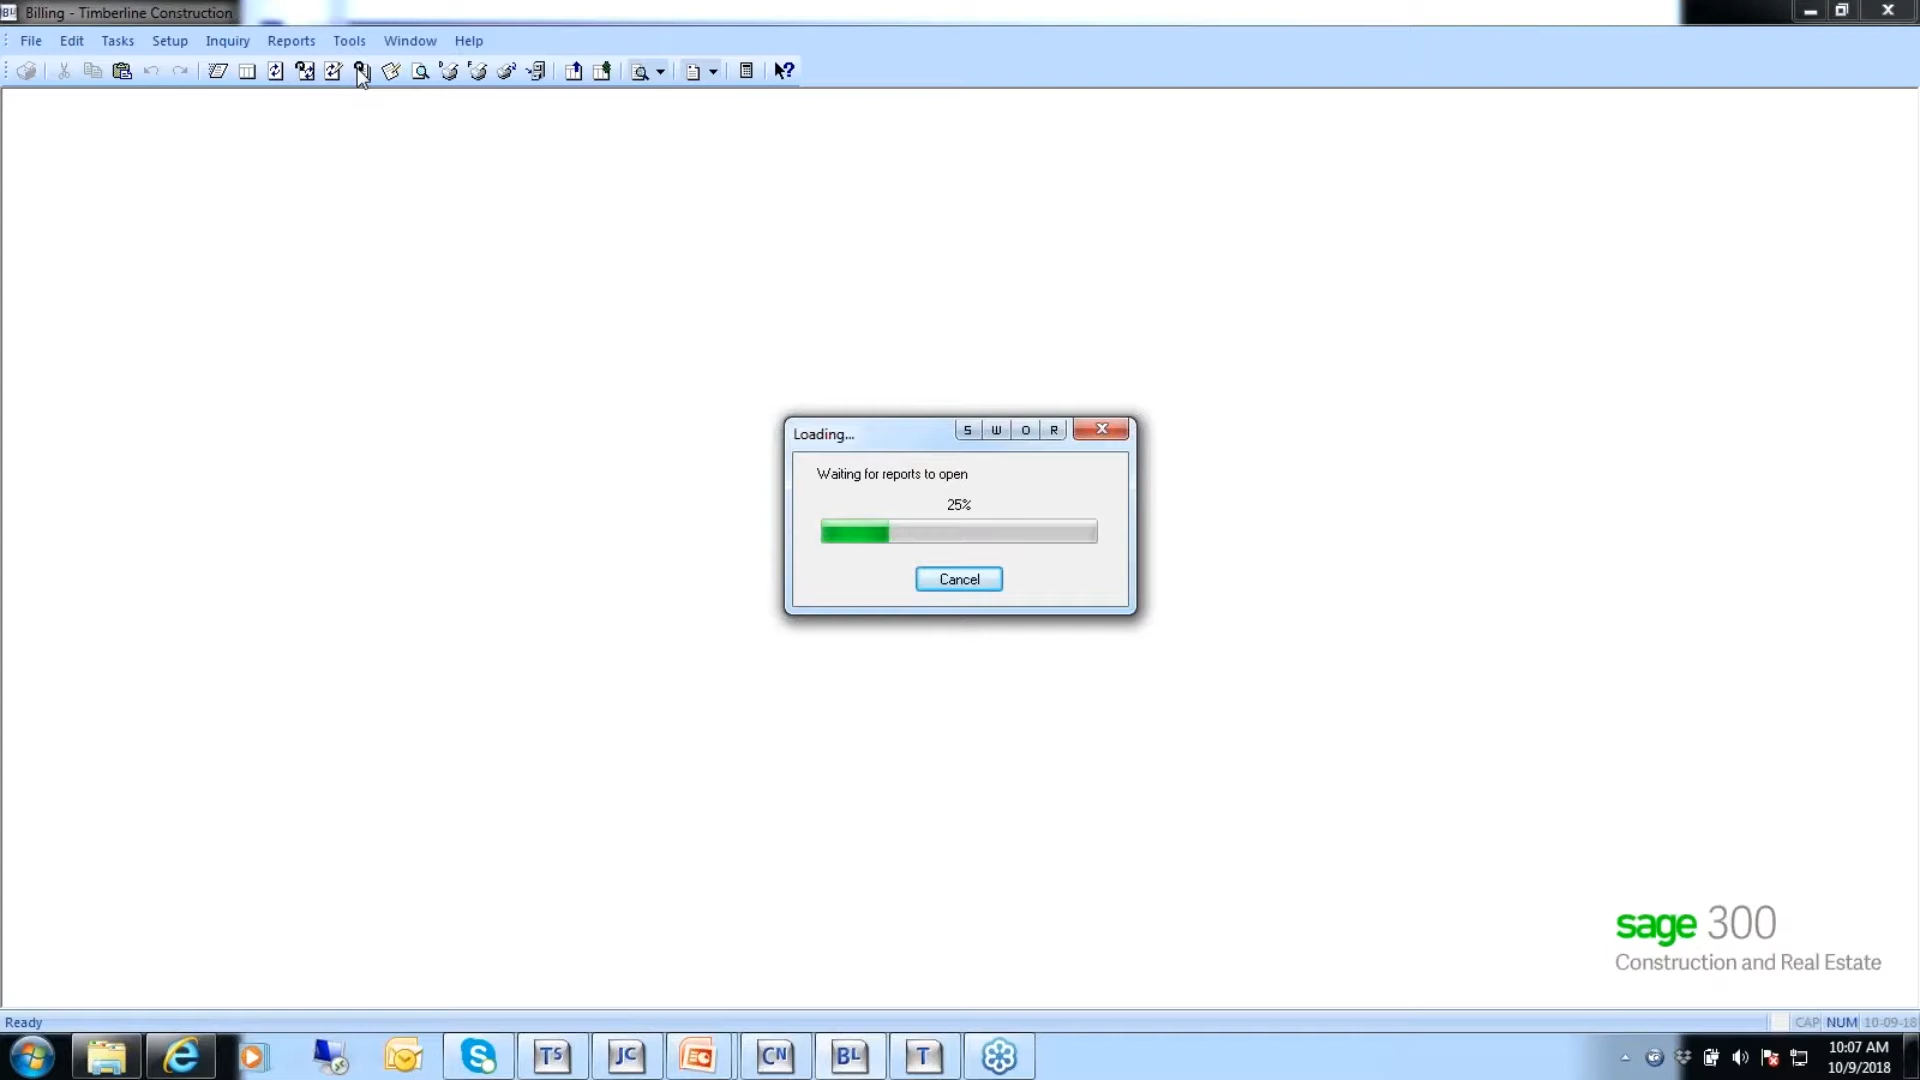 BL Billing - Timberline Construction
File Edit Tasks Setup Inquiry Reports Tools Window Help
Loading... S W O R
Waiting for reports to open
25%
Cancel
sage 300
Construction and Real Estate
Ready CAP NUM 10-09-18
TS JC CN BL T
10:07 AM
10/9/2018